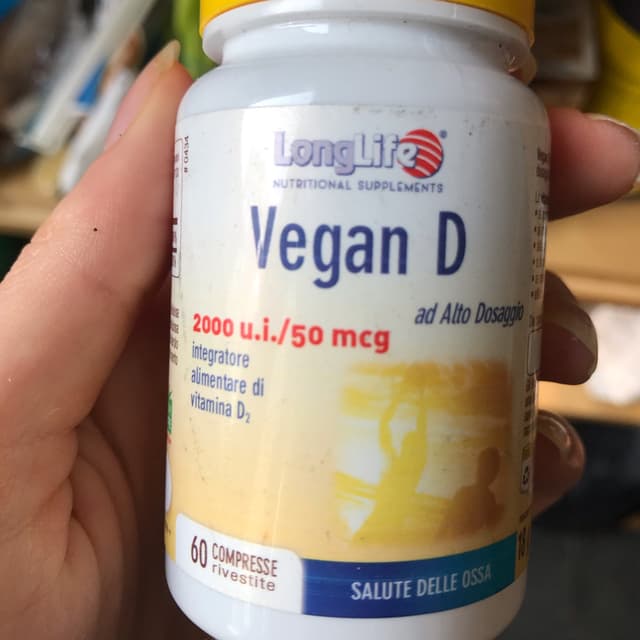 LongLife®
NUTRITIONAL SUPPLEMENTS
Vegan D
ad Alto Dosaggio
2000 u.i./50 mcg
integratore
alimentare di
vitamina D₂
60 COMPRESSE
rivestite
SALUTE DELLE OSSA
# 0434